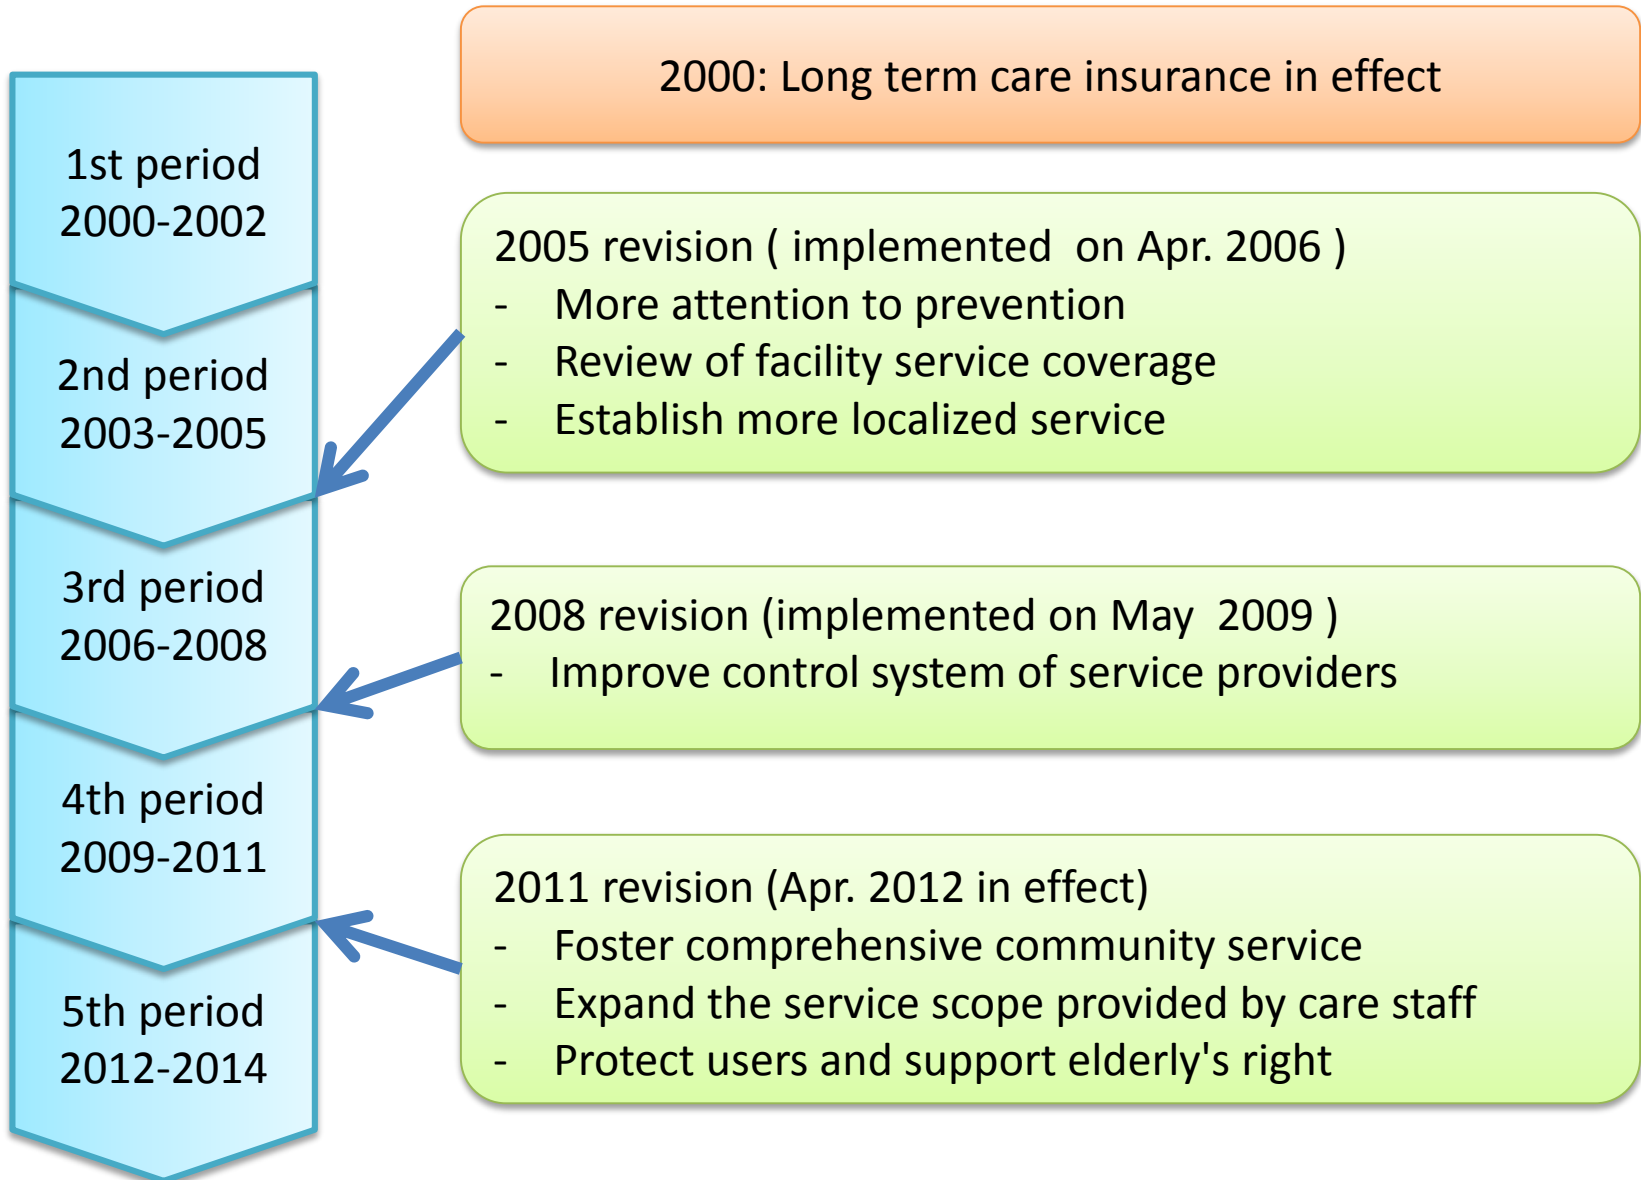 2000: Long term care insurance in effect
1st period
2000-2002
2005 revision ( implemented  on Apr. 2006 )
-   More attention to prevention
-   Review of facility service coverage
-   Establish more localized service
2nd period
2003-2005
3rd period
2006-2008
2008 revision (implemented on May  2009 )
-   Improve control system of service providers
4th period
2009-2011
2011 revision (Apr. 2012 in effect)
-   Foster comprehensive community service
-   Expand the service scope provided by care staff
-   Protect users and support elderly's right
5th period
2012-2014